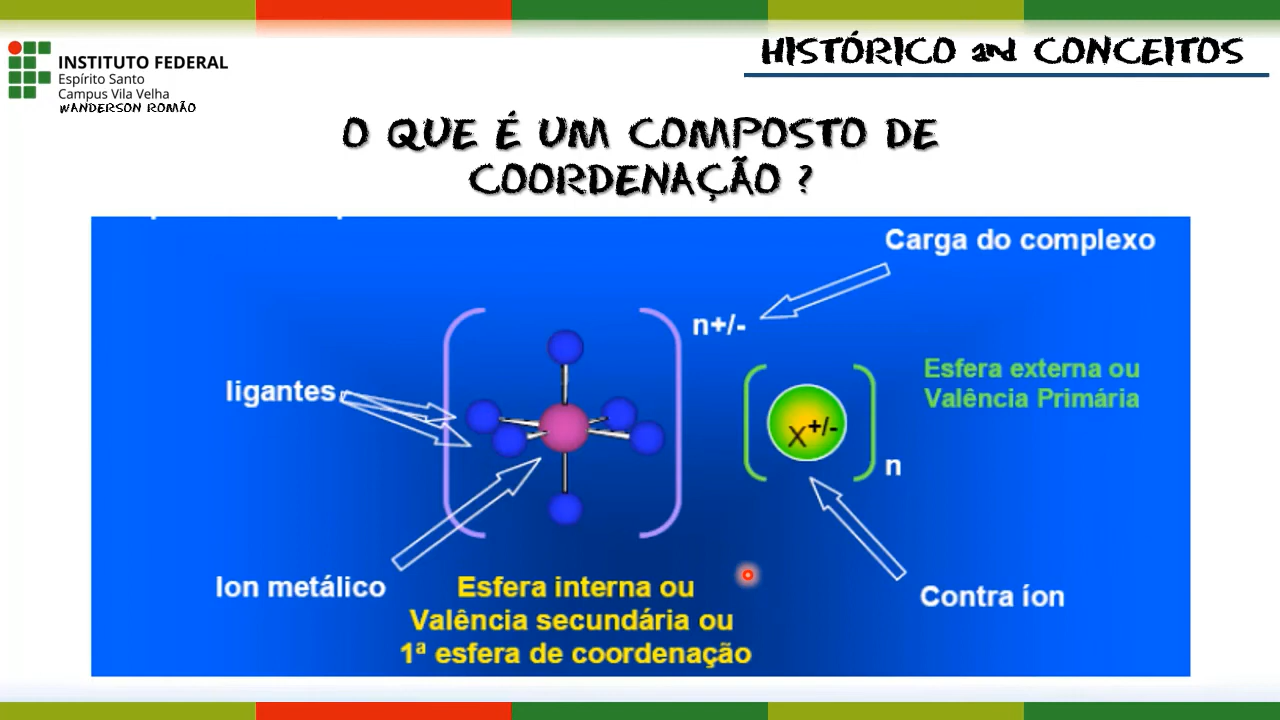 HISTÓRICO and CONCEITOS
INSTITUTO FEDERAL
Espírito Santo
Campus Vila Velha
WANDERSON ROMÃO
O QUE É UM COMPOSTO DE
COORDENAÇÃO ?
Carga do complexo
n+/-
Esfera externa ou
Valência Primária
ligantes
X+/-
n
Ion metálico
Esfera interna ou
Valência secundária ou
1ª esfera de coordenação
Contra íon